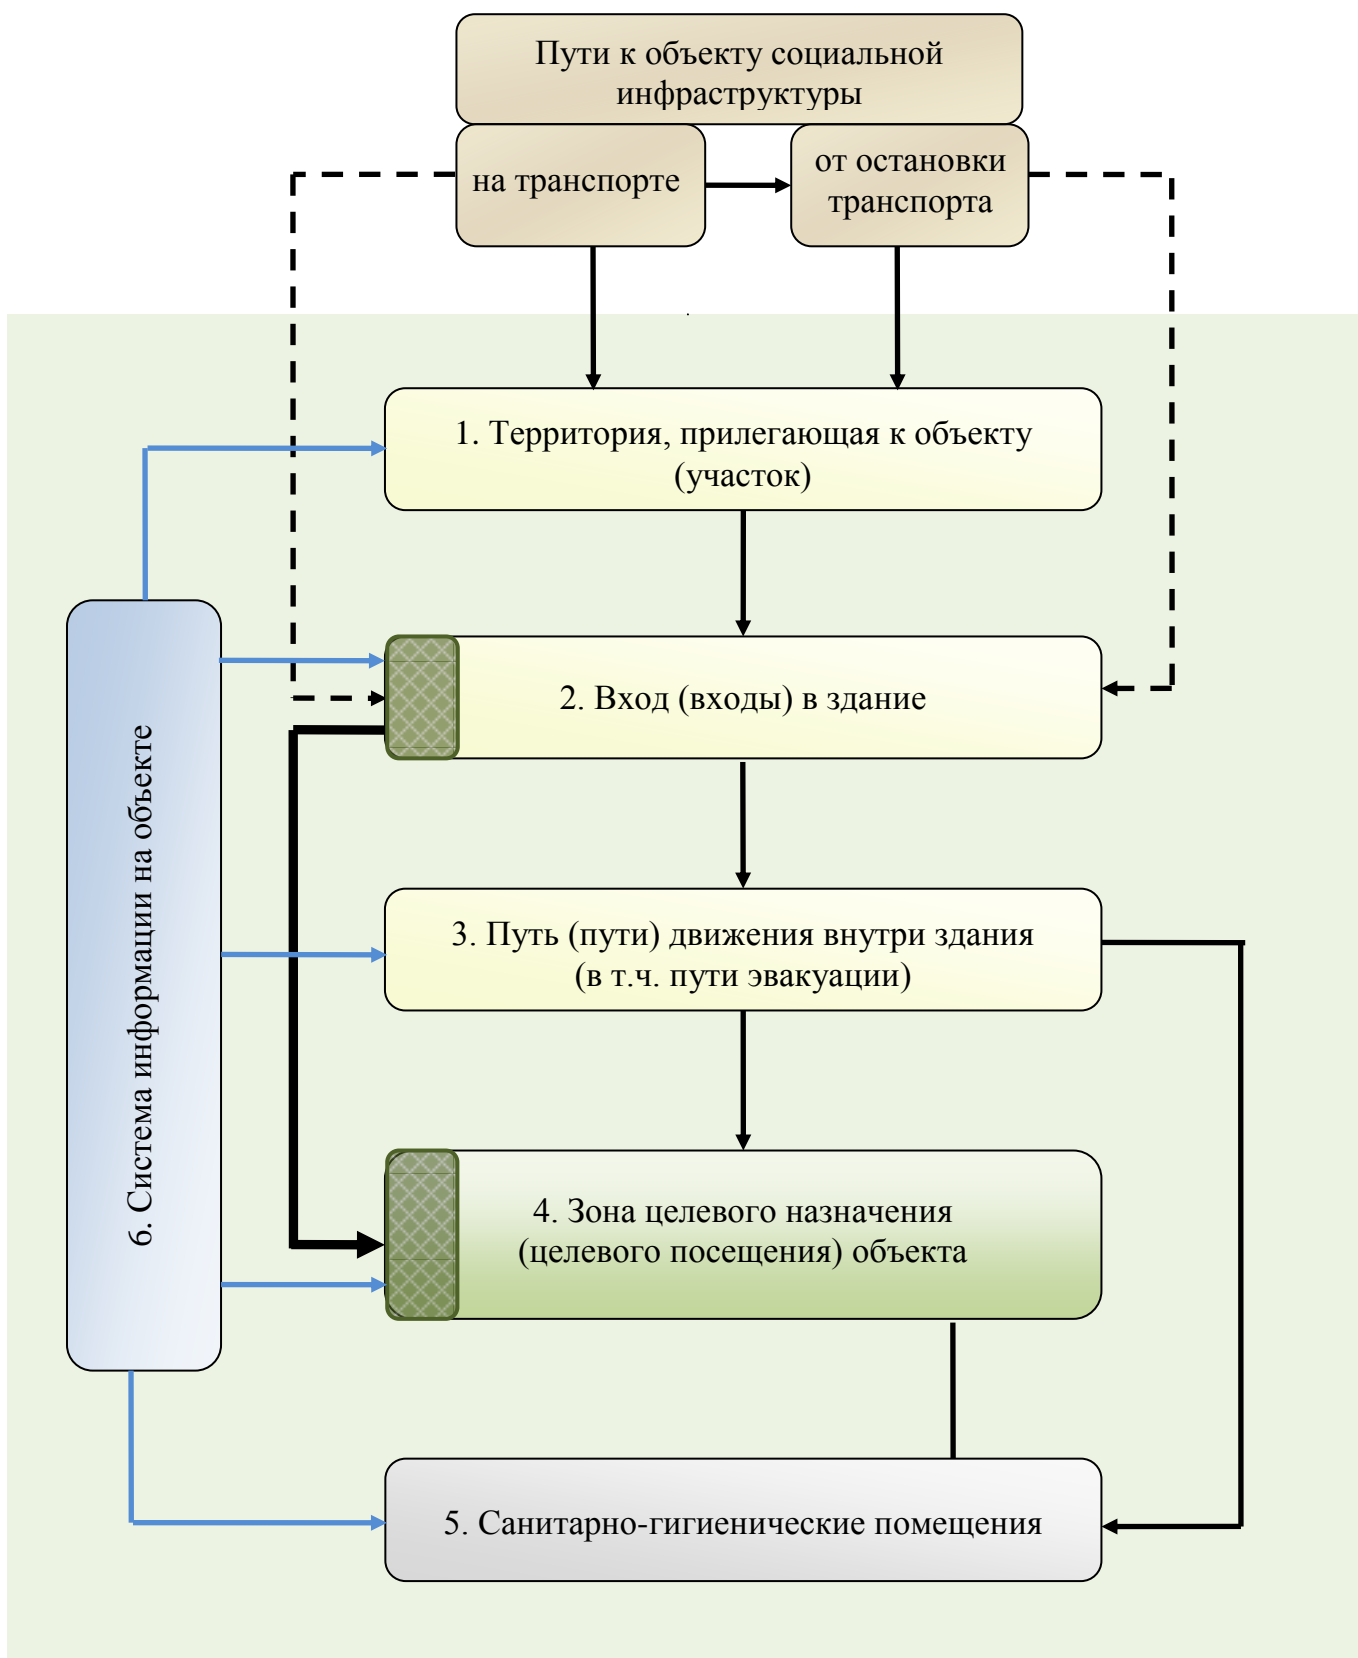 Пути к объекту социальной
инфраструктуры
на транспорте
от остановки
транспорта
1. Территория, прилегающая к объекту
(участок)
2. Вход (входы) в здание
6. Система информации на объекте
3. Путь (пути) движения внутри здания
(в т.ч. пути эвакуации)
4. Зона целевого назначения
(целевого посещения) объекта
5. Санитарно-гигиенические помещения